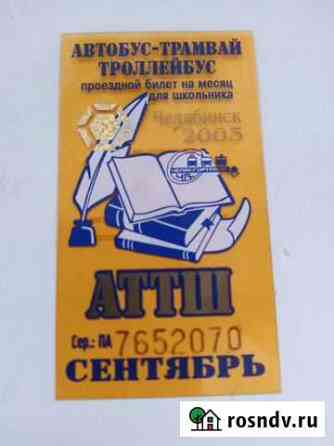 АВТОБУС-ТРАМВАЙ
ТРОЛЛЕЙБУС
проездной билет на месяц
для школьника
Челябинск
2005
АТТШ
Сер.: ПА 7652070
СЕНТЯБРЬ
rosndv.ru